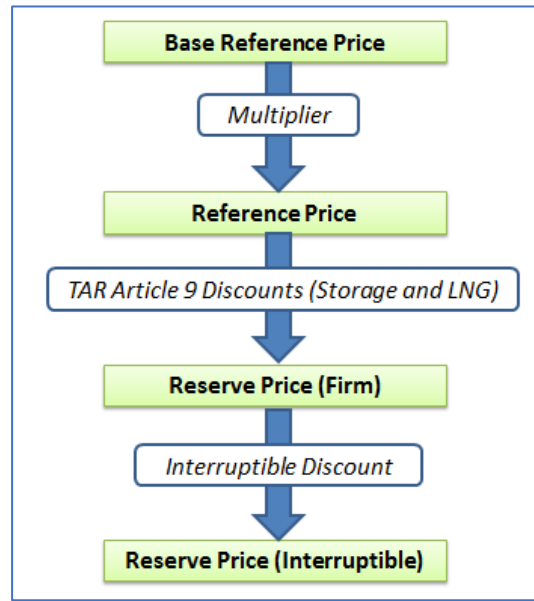 Base Reference Price
Multiplier
Reference Price
TAR Article 9 Discounts (Storage and LNG)
Reserve Price (Firm)
Interruptible Discount
Reserve Price (Interruptible)